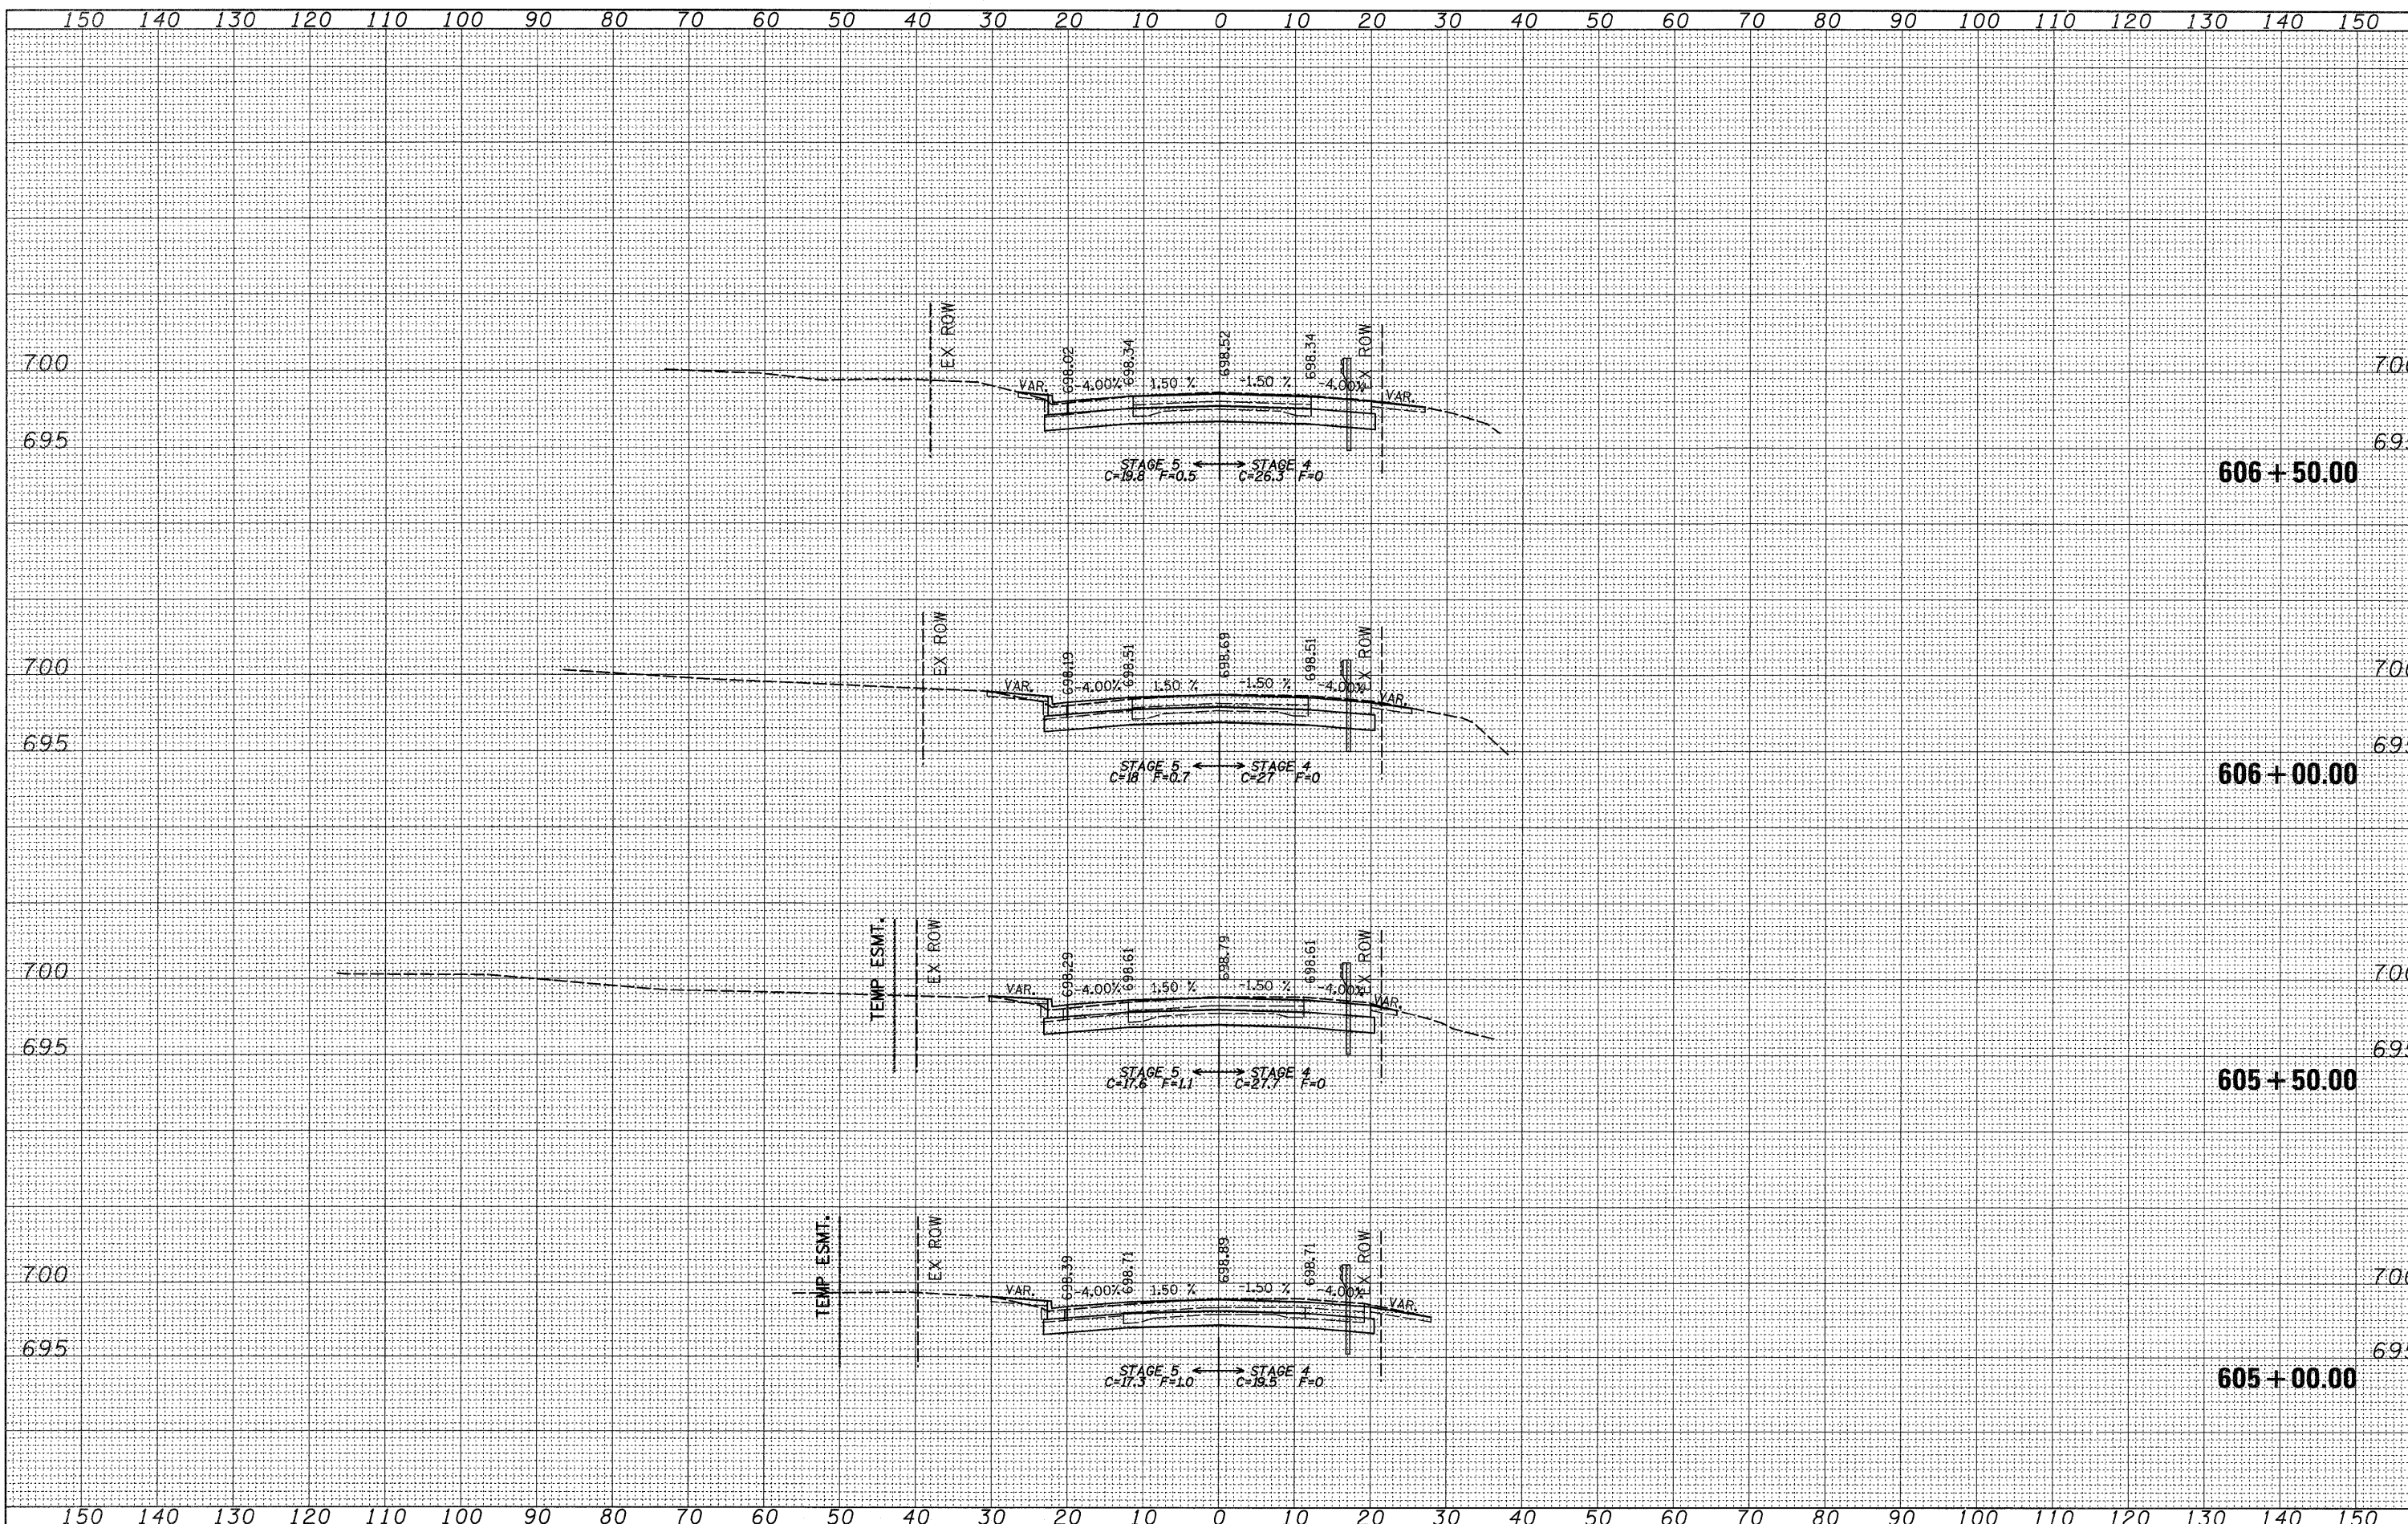 150 140 130 120 110 100 90 80 70 60 50 40 30 20 10 0 10 20 30 40 50 60 70 80 90 100 110 120 130 140 150
EX ROW
698.02
698.34
698.52
698.34
EX ROW
700
700
VAR. -4.00% 1.50 % -1.50 % -4.00% VAR.
695
695
STAGE 5 STAGE 4
C=19.8 F=0.5 C=26.3 F=0
606+50.00
EX ROW
698.19
698.51
698.69
698.51
EX ROW
700
700
VAR. -4.00% 1.50 % -1.50 % -4.00% VAR.
695
695
STAGE 5 STAGE 4
C=18 F=0.7 C=27 F=0
606+00.00
TEMP ESMT.
EX ROW
698.29
698.61
698.79
698.61
EX ROW
700
700
VAR. -4.00% 1.50 % -1.50 % -4.00% VAR.
695
695
STAGE 5 STAGE 4
C=17.6 F=1.1 C=27.7 F=0
605+50.00
TEMP ESMT.
EX ROW
698.39
698.71
698.89
698.71
EX ROW
700
700
VAR. -4.00% 1.50 % -1.50 % -4.00% VAR.
695
695
STAGE 5 STAGE 4
C=17.3 F=1.0 C=19.5 F=0
605+00.00
150 140 130 120 110 100 90 80 70 60 50 40 30 20 10 0 10 20 30 40 50 60 70 80 90 100 110 120 130 140 150